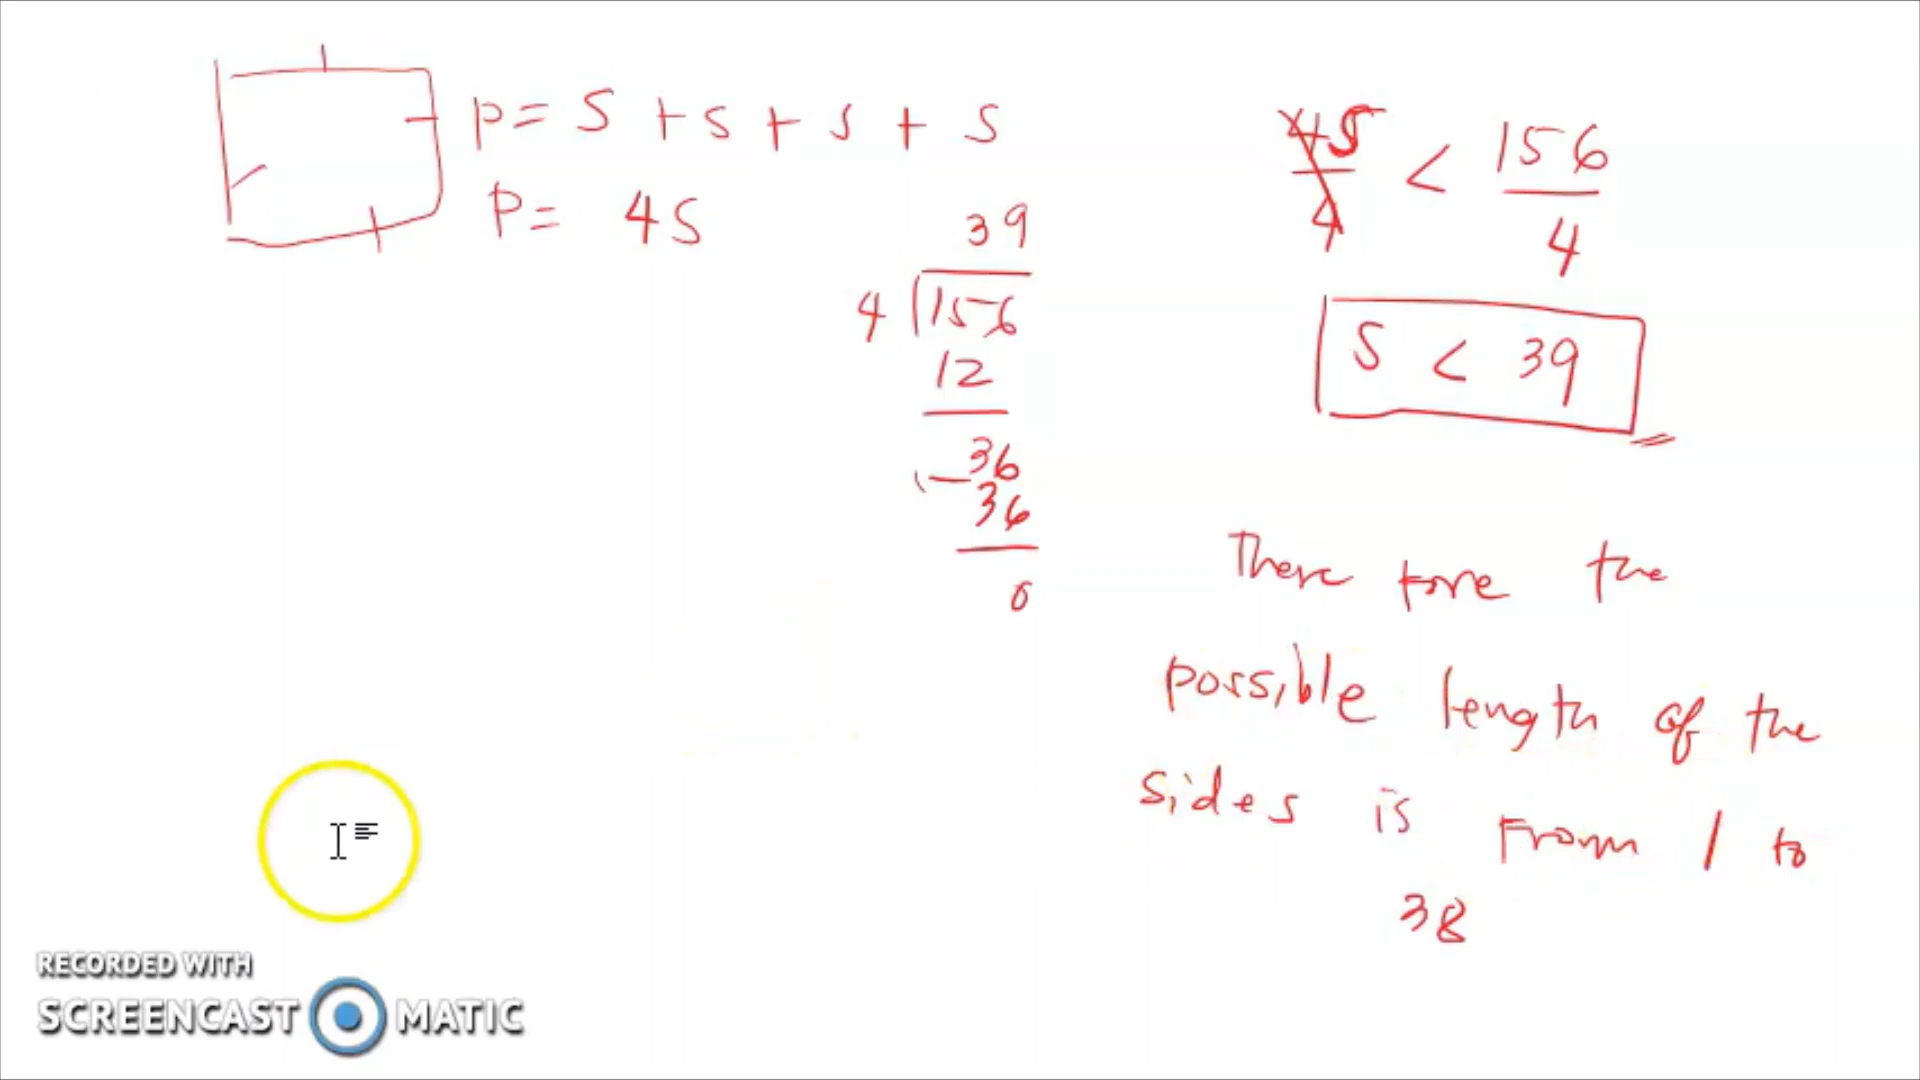 P = S + S + S + S
P = 4S
39
4 156
12
36
- 36
0
4S < 156
4 4
S < 39
There fore the
possible length of the
sides is From 1 to
38
RECORDED WITH
SCREENCAST MATIC